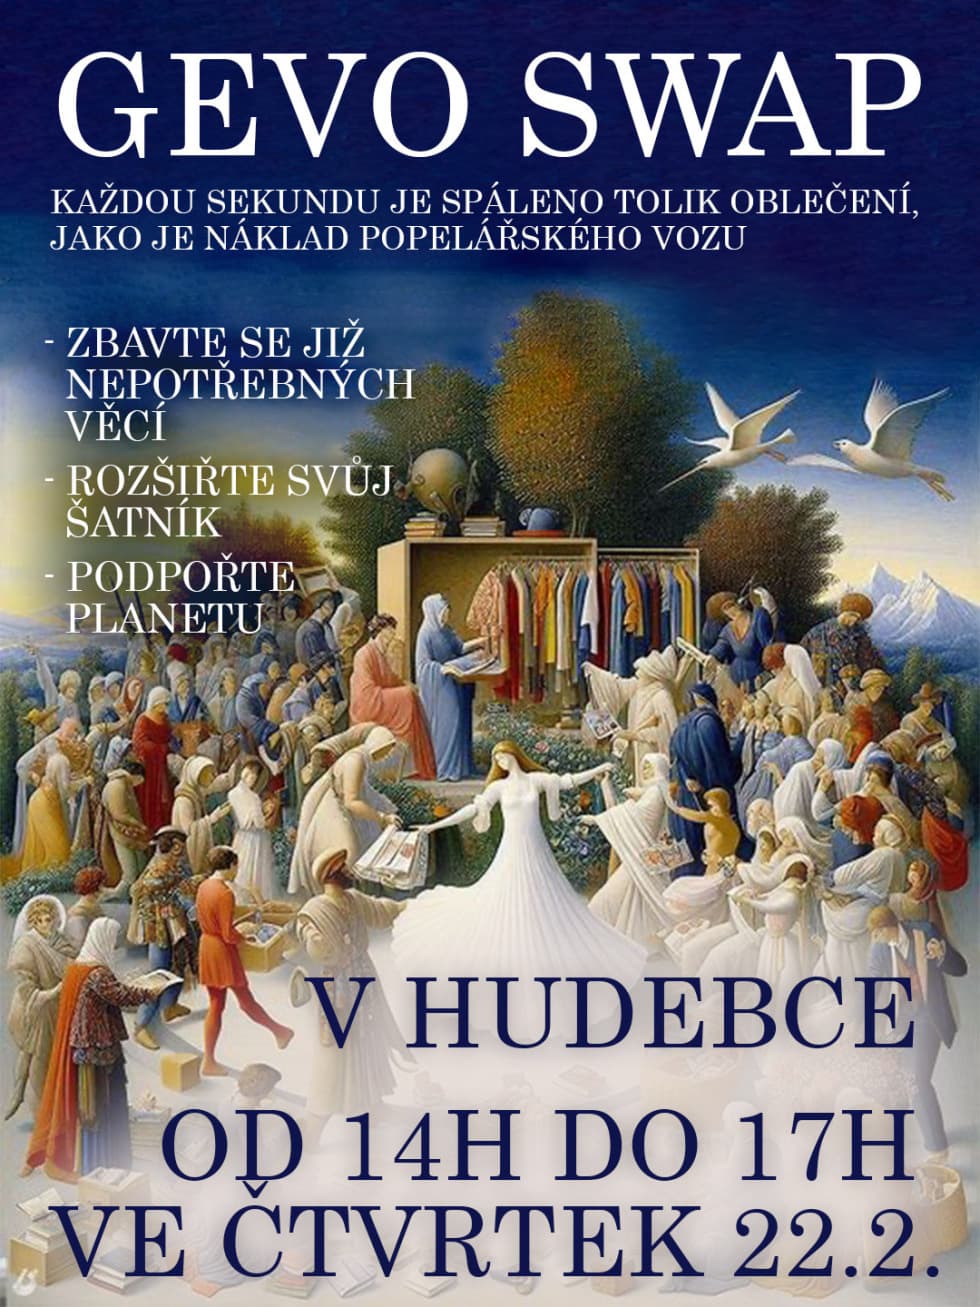 GEVO SWAP
KAŽDOU SEKUNDU JE SPÁLENO TOLIK OBLEČENÍ,
JAKO JE NÁKLAD POPELÁŘSKÉHO VOZU
- ZBAVTE SE JIŽ
NEPOTŘEBNÝCH
VĚCÍ
- ROZŠIŘTE SVŮJ
ŠATNÍK
- PODPOŘTE
PLANETU
V HUDEBCE
OD 14H DO 17H
VE ČTVRTEK 22.2.